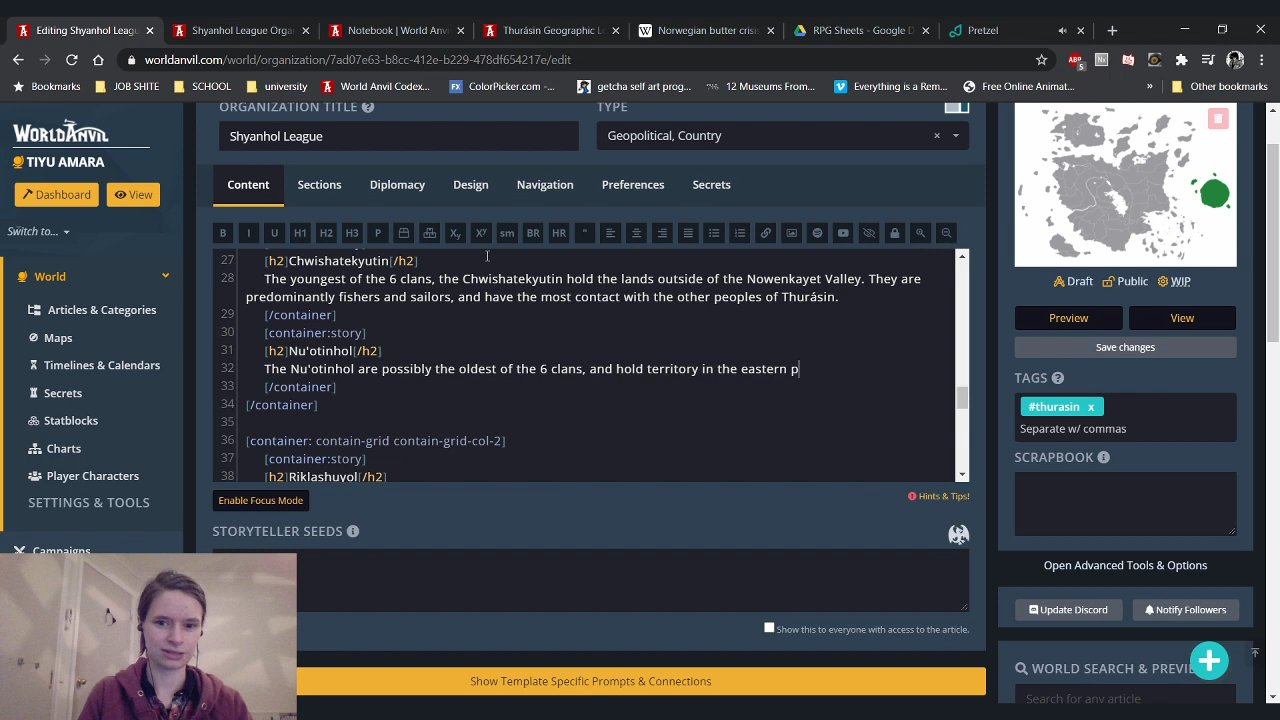 Editing Shyanhol Leagu
Shyanhol League Orga
Notebook | World Anvi
Thurásin Geographic L
Norwegian butter crisis
RPG Sheets - Google D
Pretzel
worldanvil.com/world/organization/7ad07e63-b8cc-412e-b229-478df654217e/edit
Bookmarks
JOB SHITE
SCHOOL
university
World Anvil Codex...
ColorPicker.com -...
getcha self art prog...
12 Museums From...
Everything is a Rem...
Free Online Animat...
Other bookmarks
WORLDANVIL
TIYU AMARA
Dashboard
View
Switch to...
World
Articles & Categories
Maps
Timelines & Calendars
Secrets
Statblocks
Charts
Player Characters
SETTINGS & TOOLS
Campaigns
ORGANIZATION TITLE
Shyanhol League
TYPE
Geopolitical, Country
Content
Sections
Diplomacy
Design
Navigation
Preferences
Secrets
B I U H1 H2 H3 P
sm BR HR
27 [h2]Chwishatekyutin[/h2]
28 The youngest of the 6 clans, the Chwishatekyutin hold the lands outside of the Nowenkayet Valley. They are
predominantly fishers and sailors, and have the most contact with the other peoples of Thurásin.
29 [/container]
30 [container:story]
31 [h2]Nu'otinhol[/h2]
32 The Nu'otinhol are possibly the oldest of the 6 clans, and hold territory in the eastern p
33 [/container]
34 [/container]
35
36 [container: contain-grid contain-grid-col-2]
37 [container:story]
38 [h2]Riklashuyol[/h2]
Enable Focus Mode
Hints & Tips!
STORYTELLER SEEDS
Show this to everyone with access to the article.
Show Template Specific Prompts & Connections
Draft
Public
WIP
Preview
View
Save changes
TAGS
#thurasin x
Separate w/ commas
SCRAPBOOK
Open Advanced Tools & Options
Update Discord
Notify Followers
WORLD SEARCH & PREVIE
Search for any article